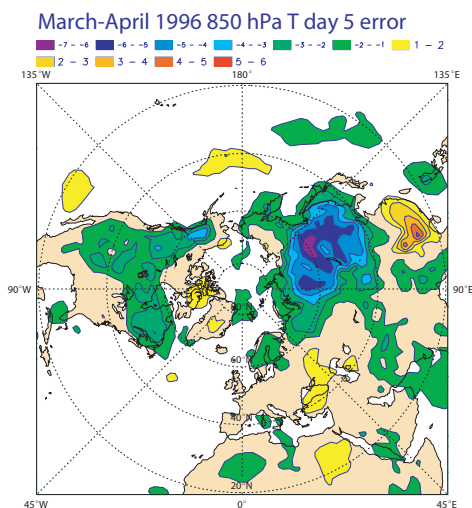 March-April 1996 850 hPa T day 5 error
-7 - -6 -6 - -5 -5 - -4 -4 - -3 -3 - -2 -2 - -1 1 - 2
2 - 3 3 - 4 4 - 5 5 - 6
135°W 180° 135°E
90°W 90°E
80°N
60°N
40°N
20°N
45°W 0° 45°E